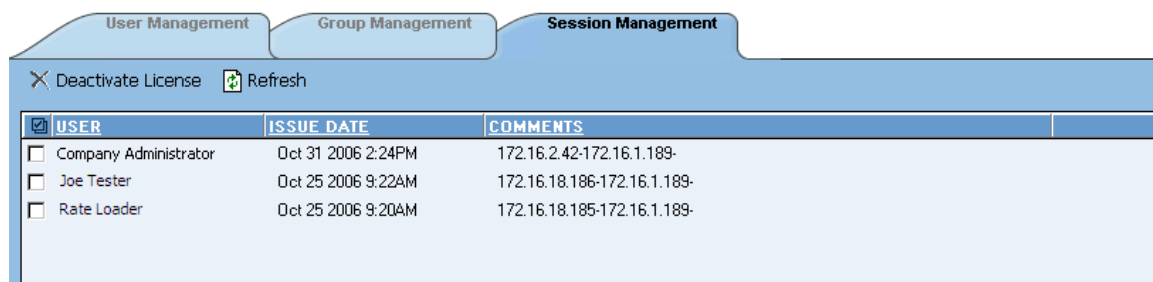 User Management Group Management Session Management
Deactivate License Refresh
USER ISSUE DATE COMMENTS
Company Administrator Oct 31 2006 2:24PM 172.16.2.42-172.16.1.189-
Joe Tester Oct 25 2006 9:22AM 172.16.18.186-172.16.1.189-
Rate Loader Oct 25 2006 9:20AM 172.16.18.185-172.16.1.189-